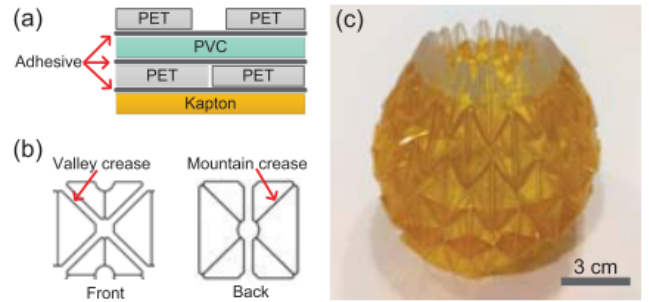 (a)
PET PET
PVC
Adhesive
PET PET
Kapton
(b)
Valley crease Mountain crease
Front Back
(c)
3 cm